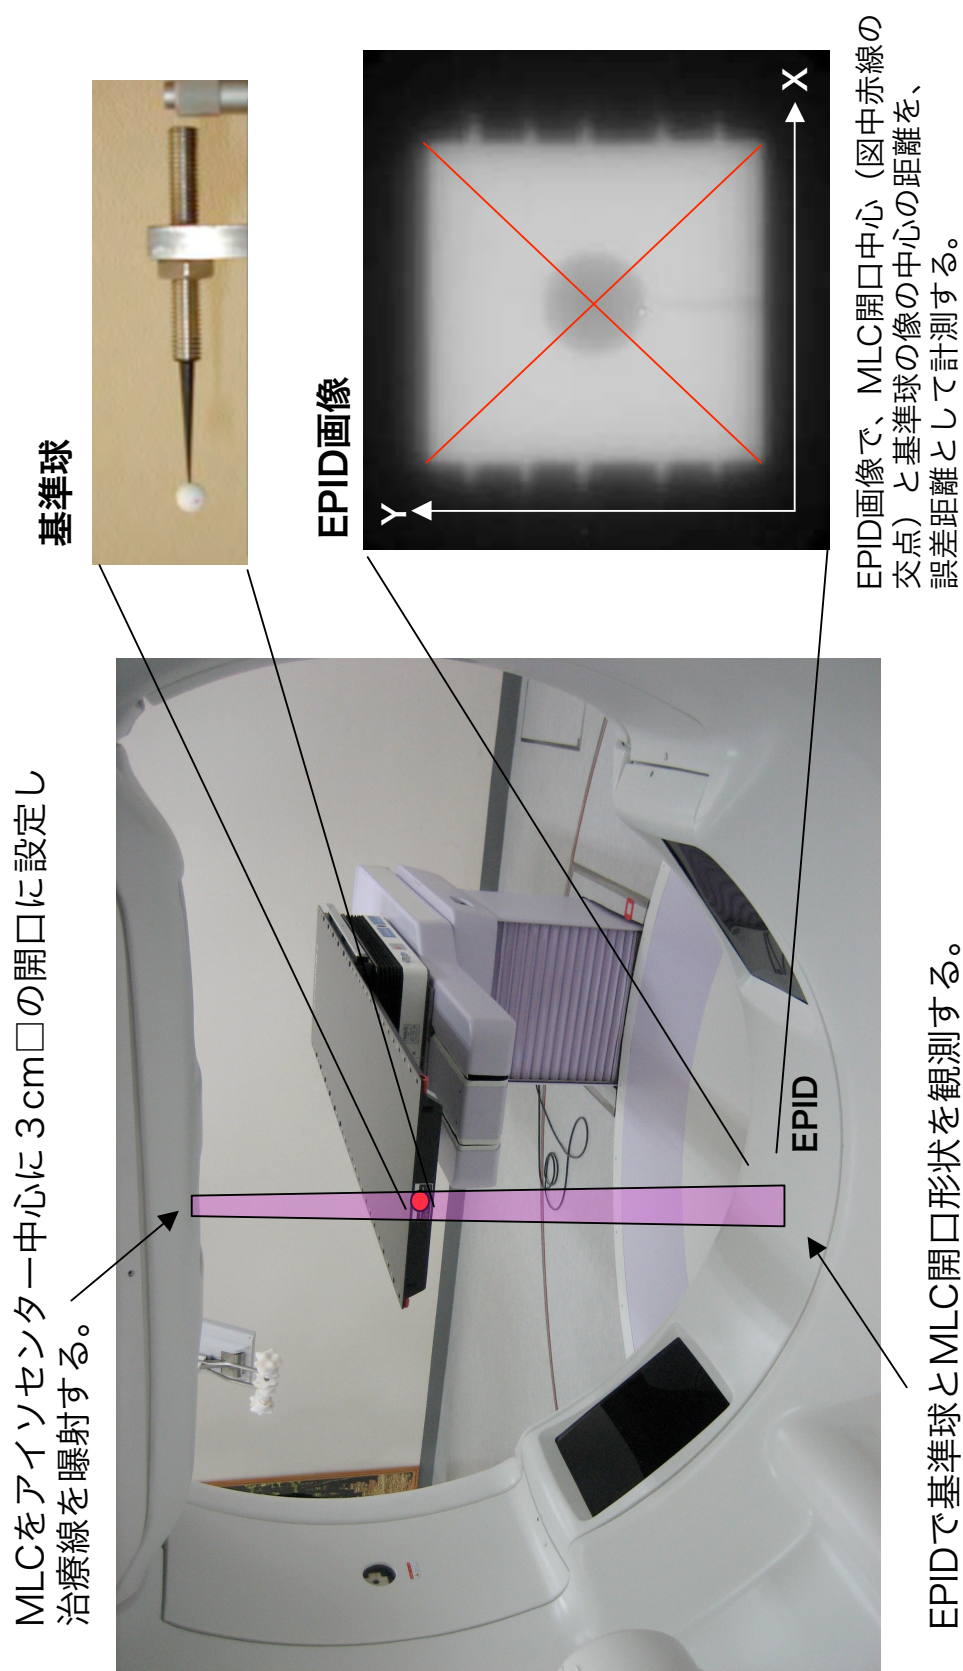 MLCをアイソセンター中心に３cm□の開口に設定し
治療線を曝射する。
基準球
EPID画像
Y
X
EPID
EPIDで基準球とMLC開口形状を観測する。
EPID画像で、MLC開口中心（図中赤線の
交点）と基準球の像の中心の距離を、
誤差距離として計測する。